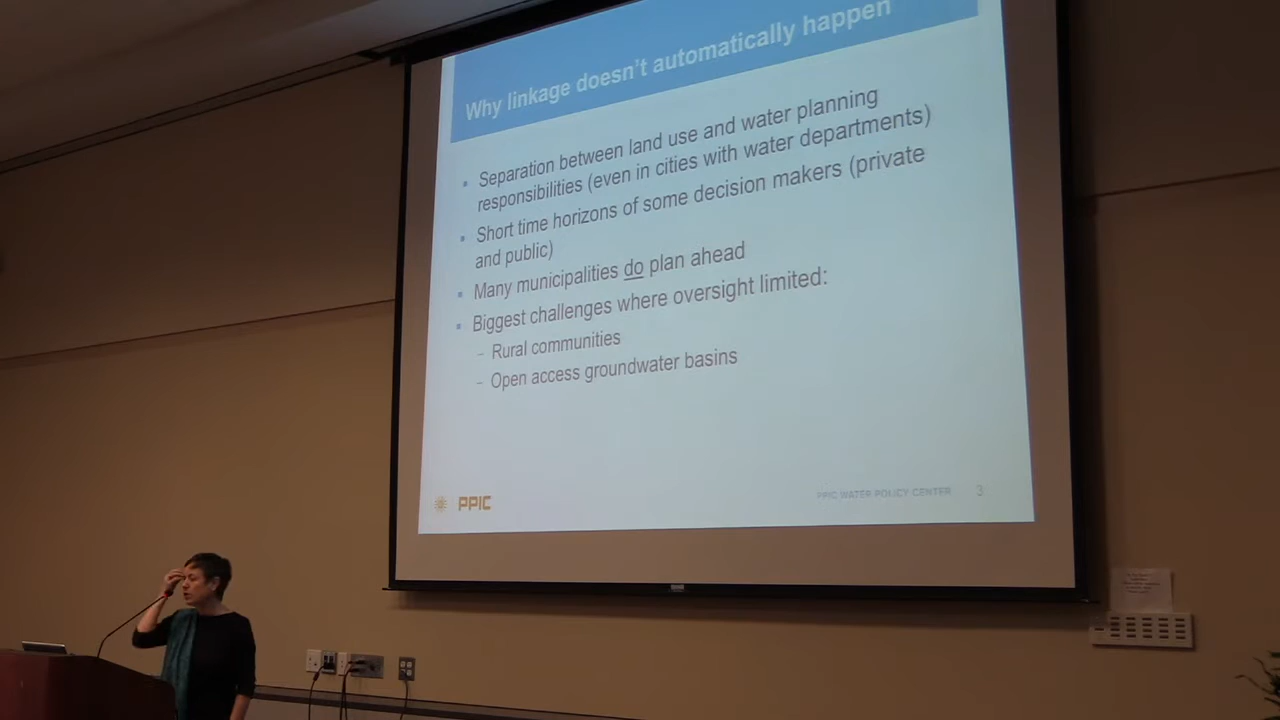 Why linkage doesn't automatically happen
▪ Separation between land use and water planning
responsibilities (even in cities with water departments)
▪ Short time horizons of some decision makers (private
and public)
▪ Many municipalities do plan ahead
▪ Biggest challenges where oversight limited:
– Rural communities
– Open access groundwater basins
PPIC
PPIC WATER POLICY CENTER 3